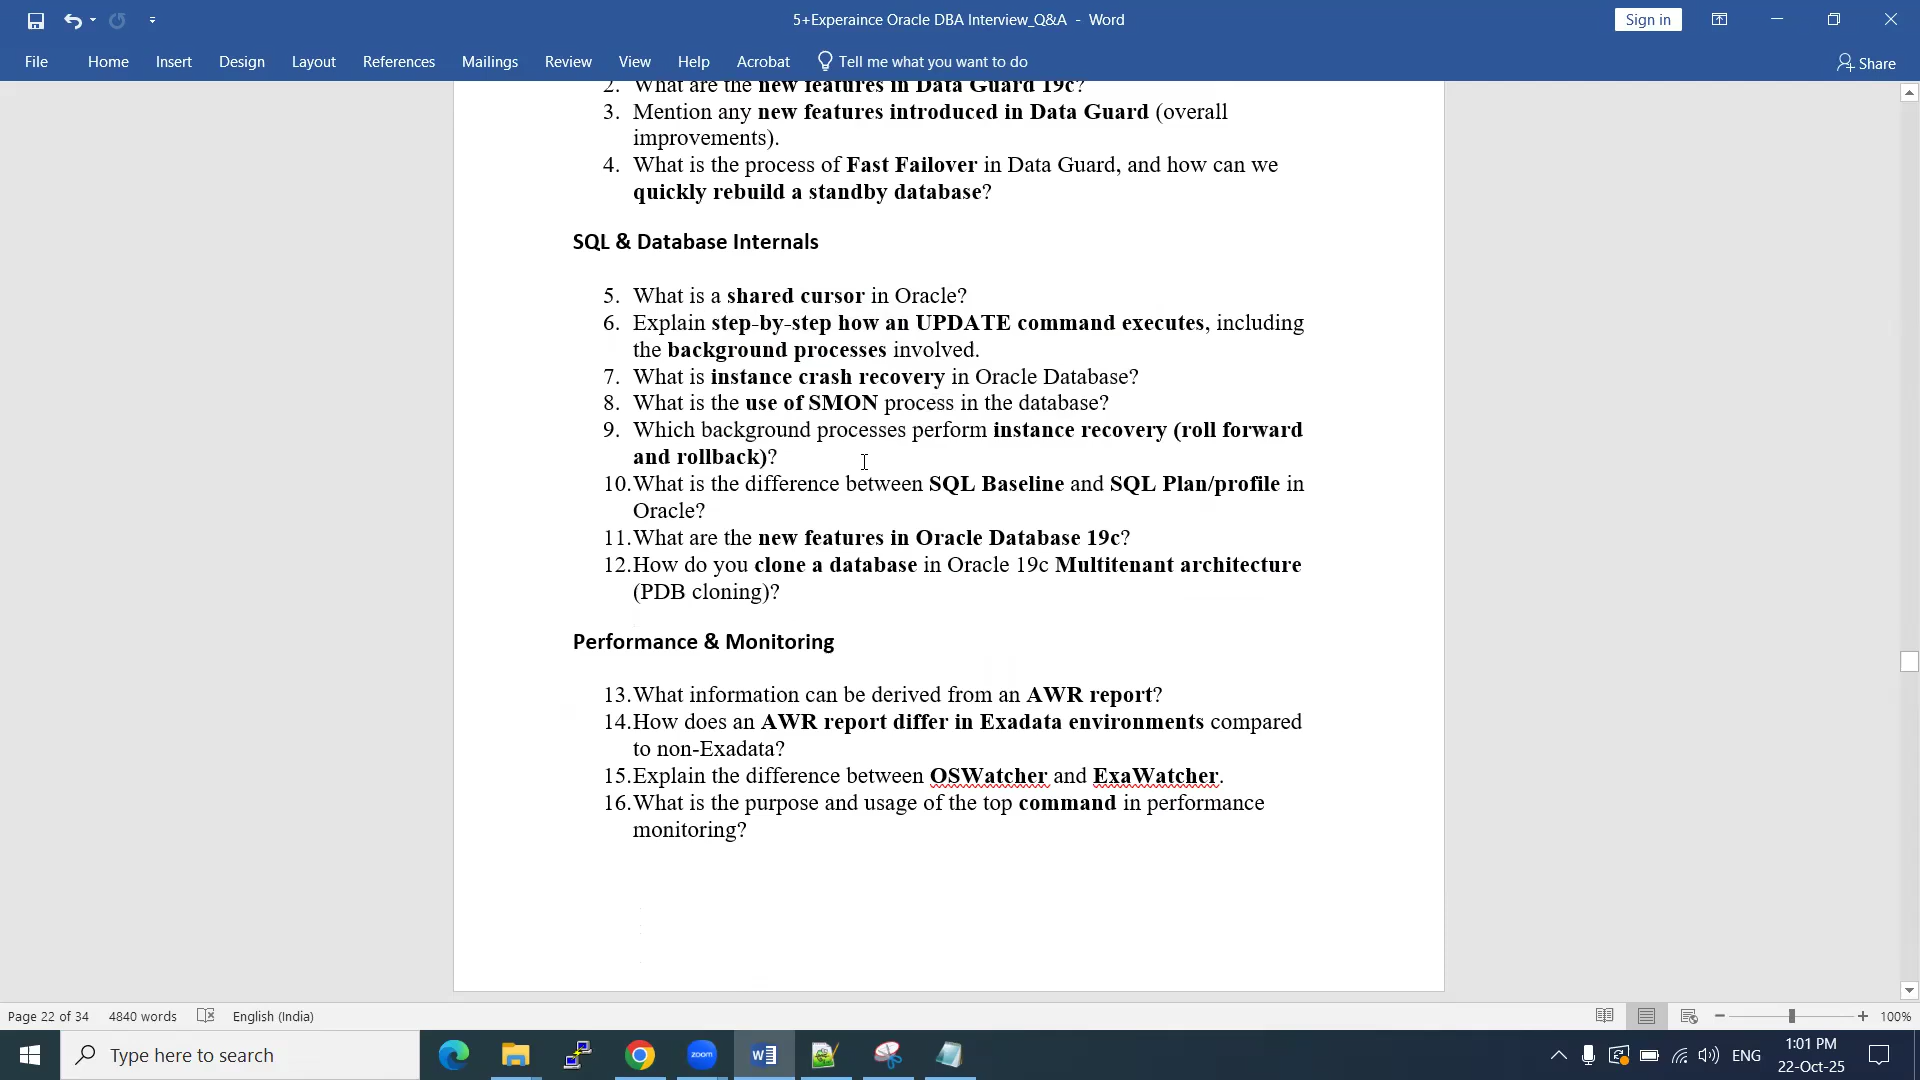 5+Experaince Oracle DBA Interview_Q&A - Word
Sign in
File Home Insert Design Layout References Mailings Review View Help Acrobat Tell me what you want to do Share
2. What are the new features in Data Guard 19c?
3. Mention any new features introduced in Data Guard (overall
improvements).
4. What is the process of Fast Failover in Data Guard, and how can we
quickly rebuild a standby database?
SQL & Database Internals
5. What is a shared cursor in Oracle?
6. Explain step-by-step how an UPDATE command executes, including
the background processes involved.
7. What is instance crash recovery in Oracle Database?
8. What is the use of SMON process in the database?
9. Which background processes perform instance recovery (roll forward
and rollback)?
10. What is the difference between SQL Baseline and SQL Plan/profile in
Oracle?
11. What are the new features in Oracle Database 19c?
12. How do you clone a database in Oracle 19c Multitenant architecture
(PDB cloning)?
Performance & Monitoring
13. What information can be derived from an AWR report?
14. How does an AWR report differ in Exadata environments compared
to non-Exadata?
15. Explain the difference between OSWatcher and ExaWatcher.
16. What is the purpose and usage of the top command in performance
monitoring?
Page 22 of 34 4840 words English (India) 100%
Type here to search
zoom
ENG
1:01 PM
22-Oct-25